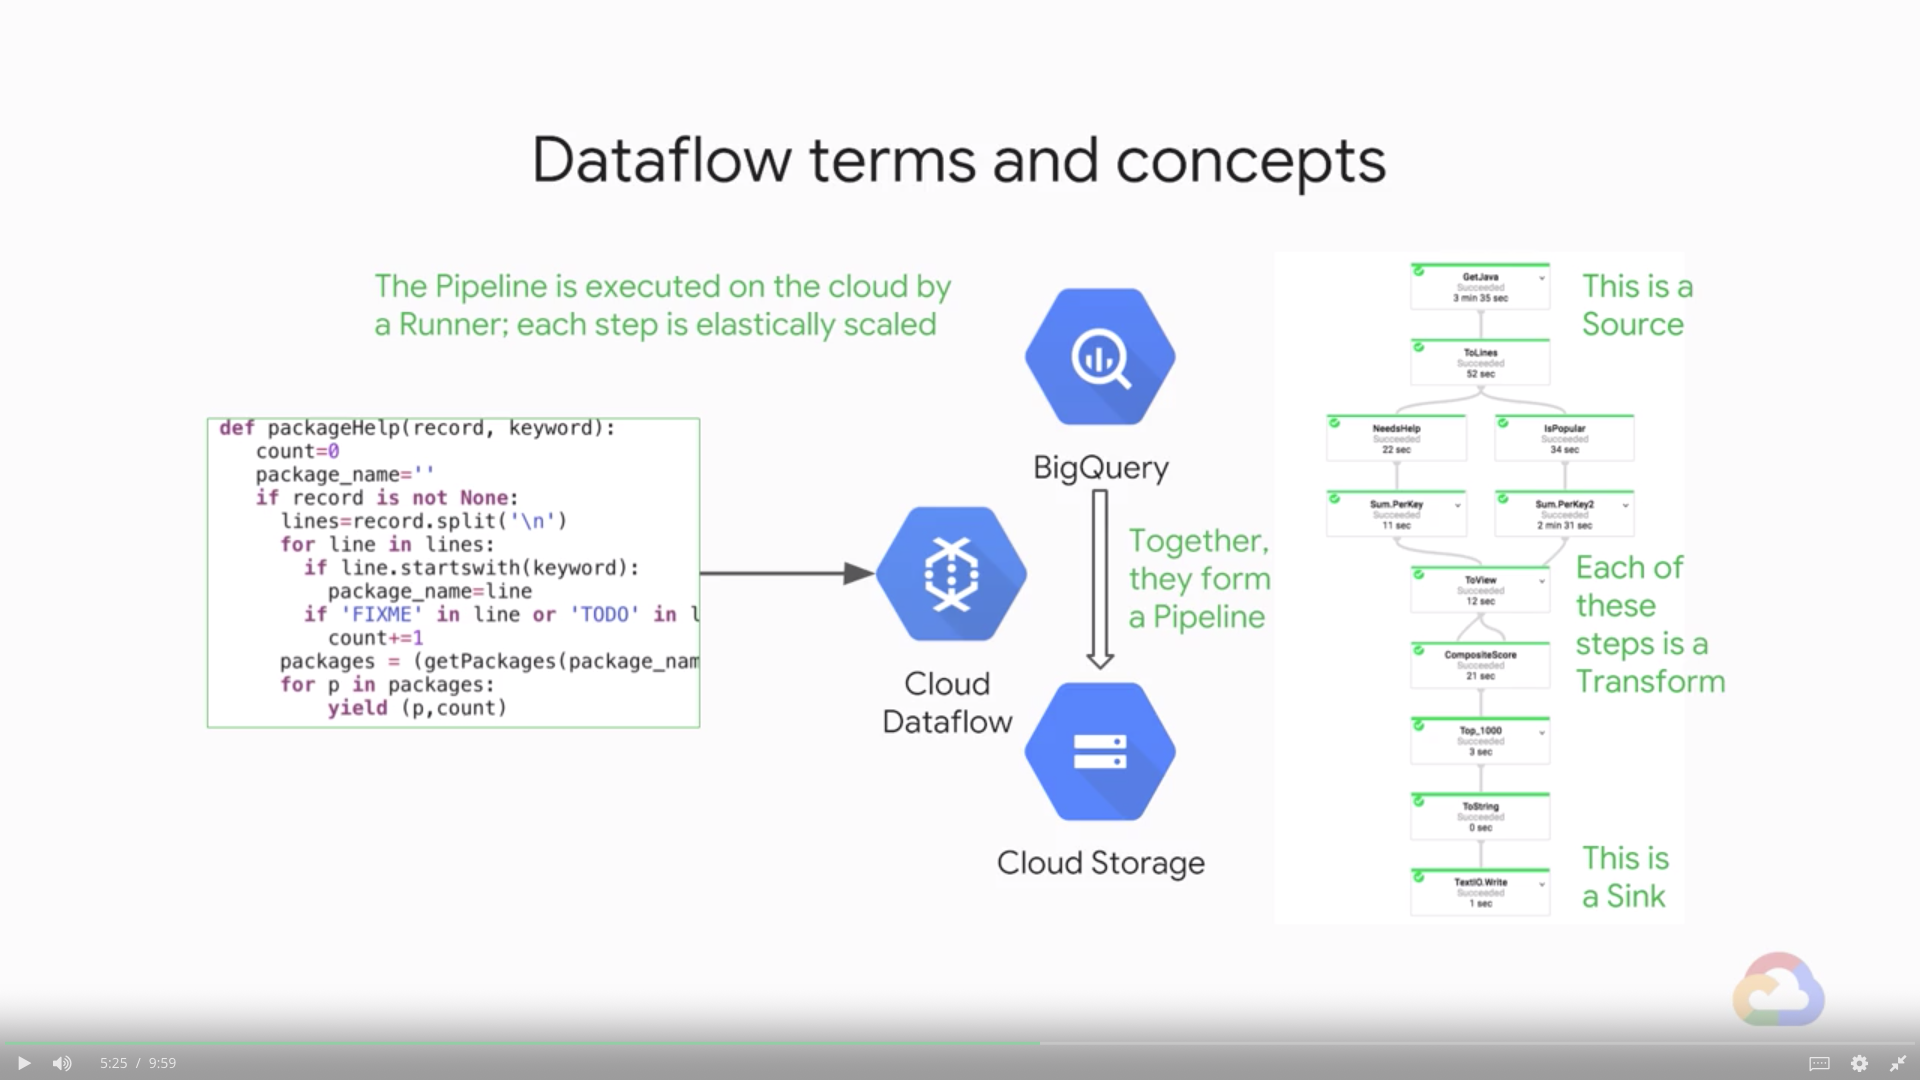 Dataflow terms and concepts
The Pipeline is executed on the cloud by
a Runner; each step is elastically scaled
def packageHelp(record, keyword):
count=0
package_name=''
if record is not None:
lines=record.split('\n')
for line in lines:
if line.startswith(keyword):
package_name=line
if 'FIXME' in line or 'TODO' in l
count+=1
packages = (getPackages(package_nam
for p in packages:
yield (p,count)
Cloud
Dataflow
BigQuery
Together,
they form
a Pipeline
Cloud Storage
GetJava
Succeeded
3 min 35 sec
This is a
Source
ToLines
Succeeded
52 sec
NeedsHelp
Succeeded
22 sec
IsPopular
Succeeded
34 sec
Sum.PerKey
Succeeded
11 sec
Sum.PerKey2
Succeeded
2 min 31 sec
ToView
Succeeded
12 sec
Each of
these
steps is a
Transform
CompositeScore
Succeeded
21 sec
Top_1000
Succeeded
3 sec
ToString
Succeeded
0 sec
TextIO.Write
Succeeded
1 sec
This is
a Sink
5:25 / 9:59